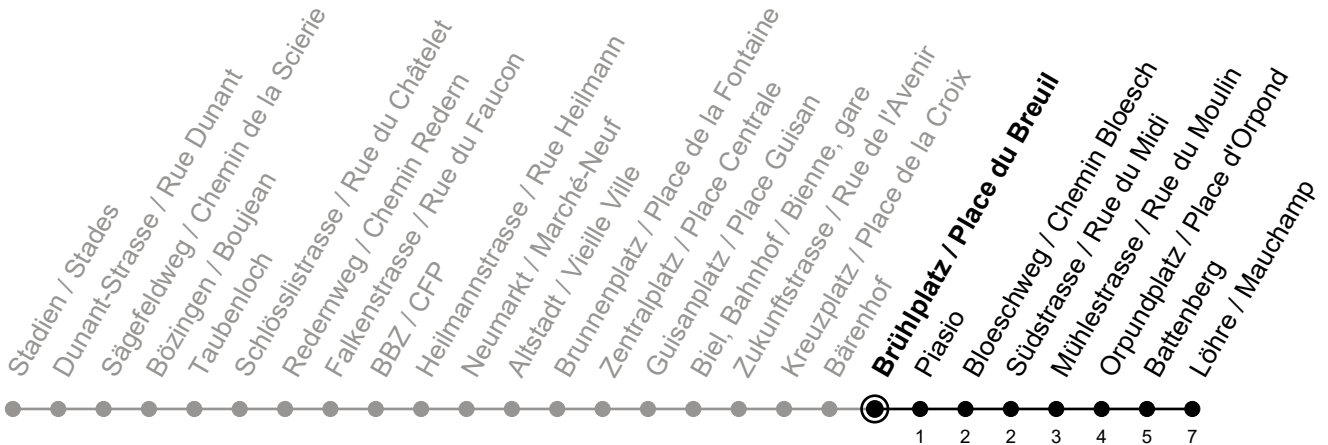 Stadien / Stades
Dunant-Strasse / Rue Dunant
Sägefeldweg / Chemin de la Scierie
Bözingen / Boujean
Taubenloch
Schlösslistrasse / Rue du Châtelet
Redernweg / Chemin Redern
Falkenstrasse / Rue du Faucon
BBZ / CFP
Heilmannstrasse / Rue Heilmann
Neumarkt / Marché-Neuf
Altstadt / Vieille Ville
Brunnenplatz / Place de la Fontaine
Zentralplatz / Place Centrale
Guisanplatz / Place Guisan
Biel, Bahnhof / Bienne, gare
Zukunftstrasse / Rue de l'Avenir
Kreuzplatz / Place de la Croix
Bärenhof
Brühlplatz / Place du Breuil
Piasio
Bloeschweg / Chemin Bloesch
Südstrasse / Rue du Midi
Mühlestrasse / Rue du Moulin
Orpundplatz / Place d'Orpond
Battenberg
Löhre / Mauchamp
1 2 2 3 4 5 7